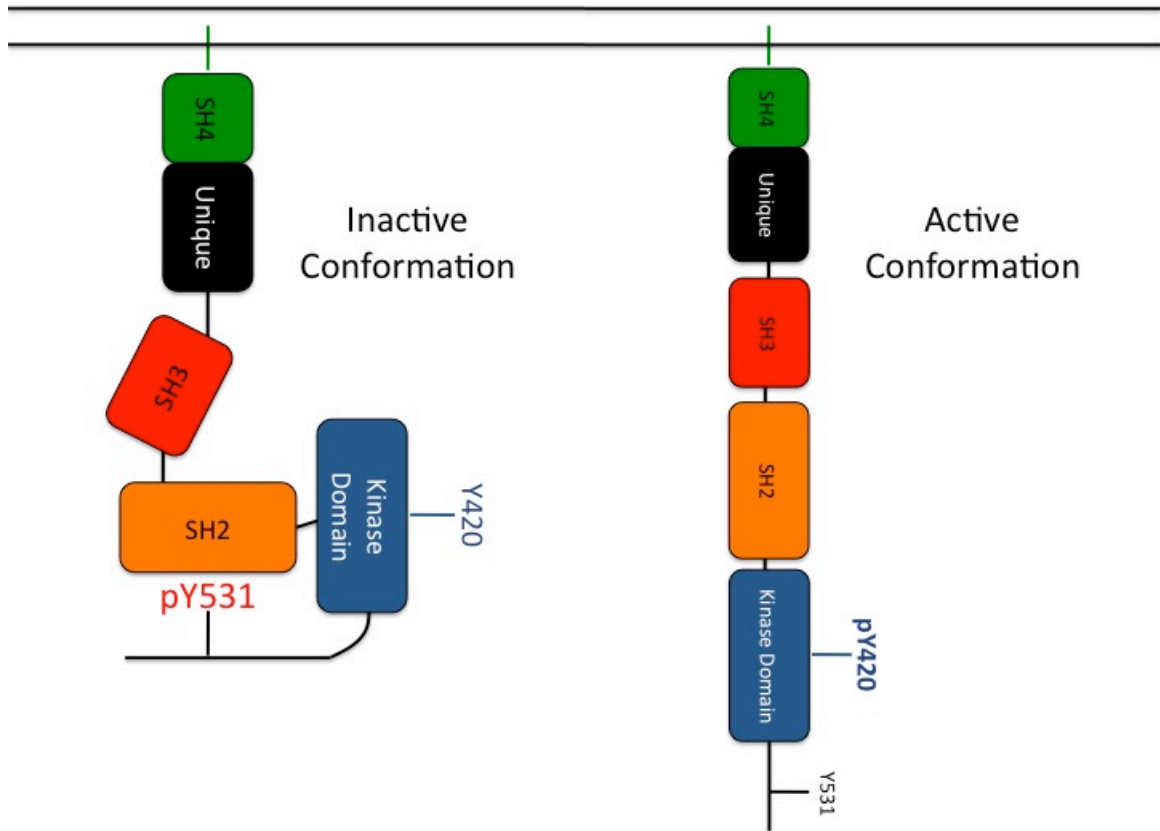 SH4
Unique
Inactive
Conformation
SH3
SH2
Kinase
Domain
Y420
pY531
SH4
Unique
Active
Conformation
SH3
SH2
Kinase Domain
pY420
Y531